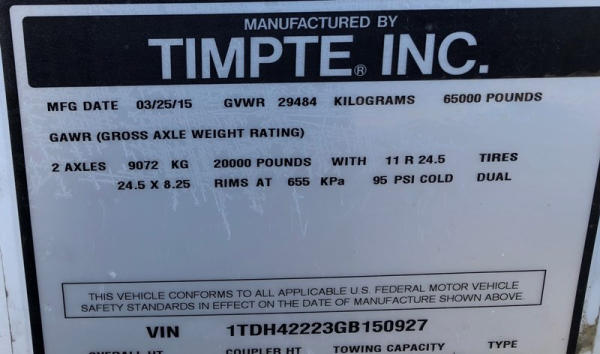 MANUFACTURED BY
TIMPTE® INC.
MFG DATE 03/25/15 GVWR 29484 KILOGRAMS 65000 POUNDS
GAWR (GROSS AXLE WEIGHT RATING)
2 AXLES 9072 KG 20000 POUNDS WITH 11 R 24.5 TIRES
24.5 X 8.25 RIMS AT 655 KPa 95 PSI COLD DUAL
THIS VEHICLE CONFORMS TO ALL APPLICABLE U.S. FEDERAL MOTOR VEHICLE
SAFETY STANDARDS IN EFFECT ON THE DATE OF MANUFACTURE SHOWN ABOVE
VIN 1TDH42223GB150927
OVERALL HT COUPLER HT TOWING CAPACITY TYPE